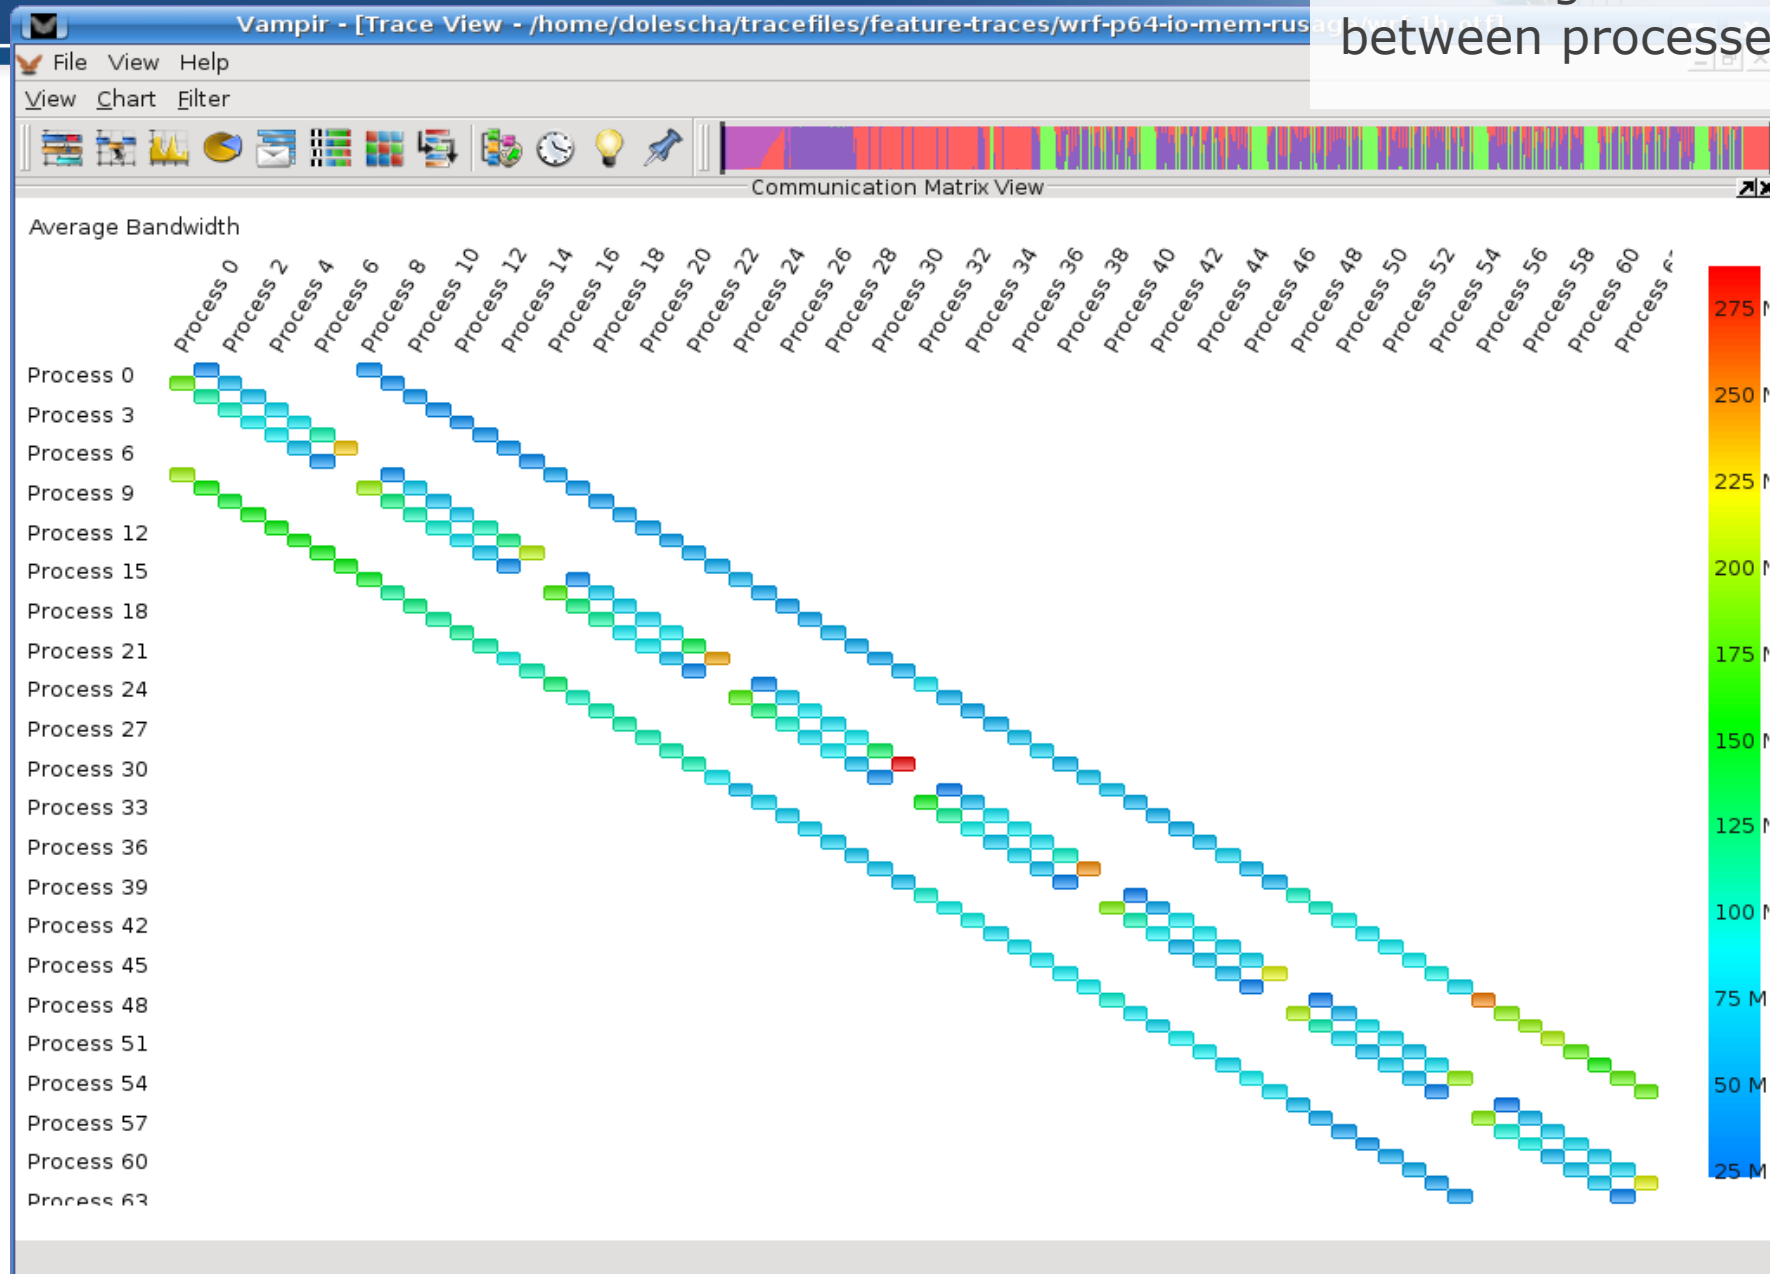 Vampir - [Trace View - /home/dolescha/tracefiles/feature-traces/wrf-p64-io-mem-rusage/wrf-1h.otf]
between processe
File View Help
View Chart Filter
Communication Matrix View
Average Bandwidth
Process 0 Process 2 Process 4 Process 6 Process 8 Process 10 Process 12 Process 14 Process 16 Process 18 Process 20 Process 22 Process 24 Process 26 Process 28 Process 30 Process 32 Process 34 Process 36 Process 38 Process 40 Process 42 Process 44 Process 46 Process 48 Process 50 Process 52 Process 54 Process 56 Process 58 Process 60 Process
Process 0
Process 3
Process 6
Process 9
Process 12
Process 15
Process 18
Process 21
Process 24
Process 27
Process 30
Process 33
Process 36
Process 39
Process 42
Process 45
Process 48
Process 51
Process 54
Process 57
Process 60
Process 63
275 M
250 M
225 M
200 M
175 M
150 M
125 M
100 M
75 M
50 M
25 M